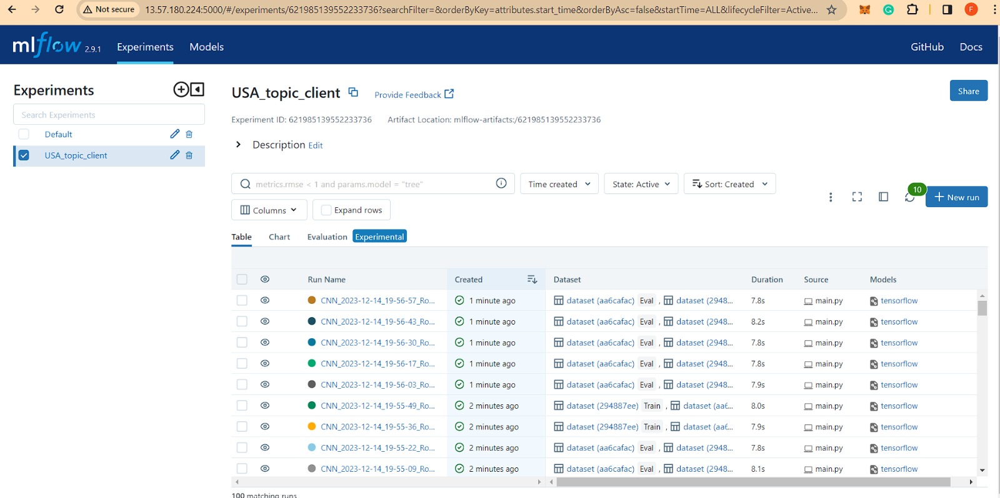 Not secure 13.57.180.224:5000/#/experiments/621985139552233736?searchFilter=&orderByKey=attributes.start_time&orderByAsc=false&startTime=ALL&lifecycleFilter=Active... F
mlflow 2.9.1 Experiments Models GitHub Docs
Experiments
Search Experiments
Default
USA_topic_client
USA_topic_client Provide Feedback Share
Experiment ID: 621985139552233736 Artifact Location: mlflow-artifacts:/621985139552233736
Description Edit
metrics.rmse < 1 and params.model = "tree" Time created State: Active Sort: Created
10 New run
Columns Expand rows
Table Chart Evaluation Experimental
Run Name Created Dataset Duration Source Models
CNN_2023-12-14_19-56-57_Ro... 1 minute ago dataset (aa6cafac) Eval , dataset (2948... 7.8s main.py tensorflow
CNN_2023-12-14_19-56-43_Ro... 1 minute ago dataset (aa6cafac) Eval , dataset (2948... 8.2s main.py tensorflow
CNN_2023-12-14_19-56-30_Ro... 1 minute ago dataset (aa6cafac) Eval , dataset (2948... 7.8s main.py tensorflow
CNN_2023-12-14_19-56-17_Ro... 1 minute ago dataset (aa6cafac) Eval , dataset (2948... 7.8s main.py tensorflow
CNN_2023-12-14_19-56-03_Ro... 1 minute ago dataset (aa6cafac) Eval , dataset (2948... 7.9s main.py tensorflow
CNN_2023-12-14_19-55-49_Ro... 2 minutes ago dataset (294887ee) Train , dataset (aa6... 8.0s main.py tensorflow
CNN_2023-12-14_19-55-36_Ro... 2 minutes ago dataset (294887ee) Train , dataset (aa6... 7.9s main.py tensorflow
CNN_2023-12-14_19-55-22_Ro... 2 minutes ago dataset (aa6cafac) Eval , dataset (2948... 7.8s main.py tensorflow
CNN_2023-12-14_19-55-09_Ro... 2 minutes ago dataset (aa6cafac) Eval , dataset (2948... 8.1s main.py tensorflow
100 matching runs